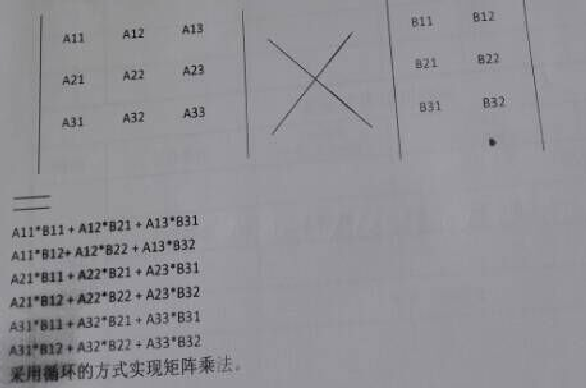 A11 A12 A13 B11 B12
A21 A22 A23 B21 B22
A31 A32 A33 B31 B32
=
A11*B11 + A12*B21 + A13*B31
A11*B12+ A12*B22 + A13*B32
A21*B11 + A22*B21 + A23*B31
A21*B12 + A22*B22 + A23*B32
A31*B11 + A32*B21 + A33*B31
A31*B12 + A32*B22 + A33*B32
采用循环的方式实现矩阵乘法。